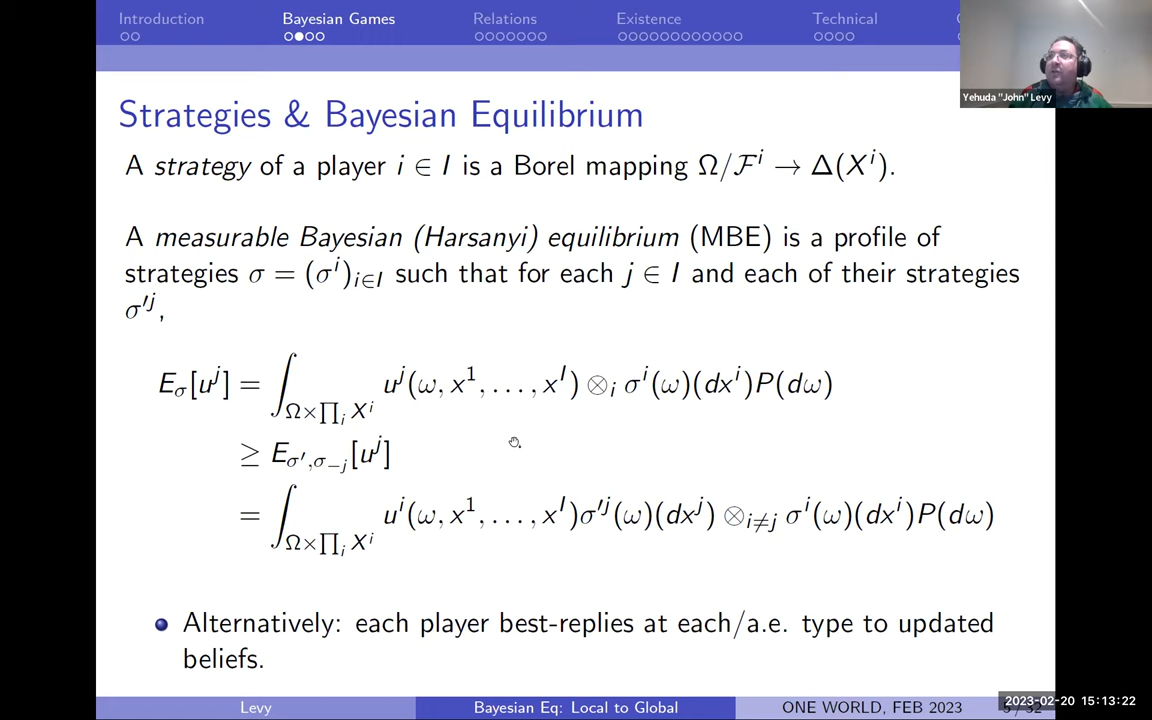 Introduction Bayesian Games Relations Existence Technical
Yehuda "John" Levy
Strategies & Bayesian Equilibrium
A strategy of a player i ∈ I is a Borel mapping Ω/𝓕^i → Δ(X^i).
A measurable Bayesian (Harsanyi) equilibrium (MBE) is a profile of
strategies σ = (σ^i)_{i∈I} such that for each j ∈ I and each of their strategies
σ'^j,
E_σ[u^j] = ∫_{Ω×∏_i X^i} u^j(ω, x^1, . . . , x^I) ⊗_i σ^i(ω)(dx^i)P(dω)
≥ E_{σ',σ_{-j}}[u^j]
= ∫_{Ω×∏_i X^i} u^i(ω, x^1, . . . , x^I)σ'^j(ω)(dx^j) ⊗_{i≠j} σ^i(ω)(dx^i)P(dω)
Alternatively: each player best-replies at each/a.e. type to updated
beliefs.
Levy Bayesian Eq: Local to Global ONE WORLD, FEB 2023
2023-02-20 15:13:22